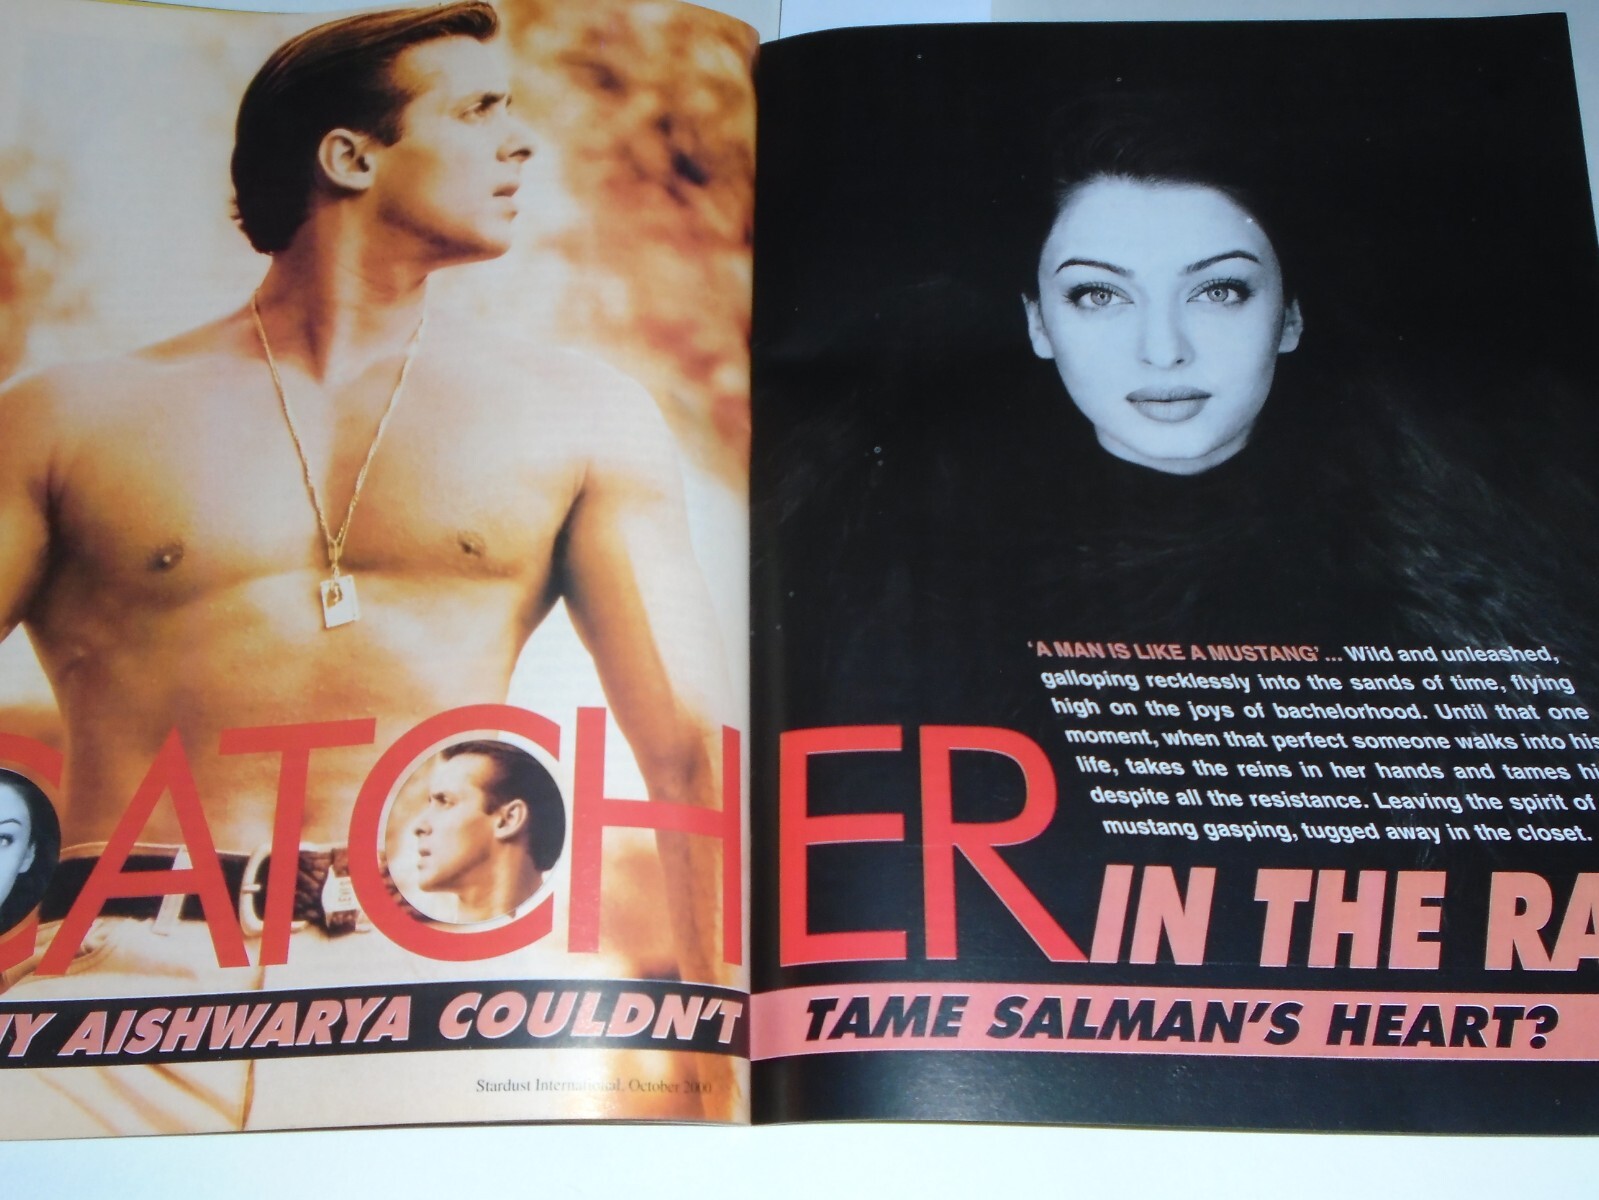 'A MAN IS LIKE A MUSTANG' ... Wild and unleashed,
galloping recklessly into the sands of time, flying
high on the joys of bachelorhood. Until that one
moment, when that perfect someone walks into his
life, takes the reins in her hands and tames hi
despite all the resistance. Leaving the spirit of
mustang gasping, tugged away in the closet.
CATCHER IN THE RA
HY AISHWARYA COULDN'T TAME SALMAN'S HEART?
Stardust International, October 2000
LEVI'S